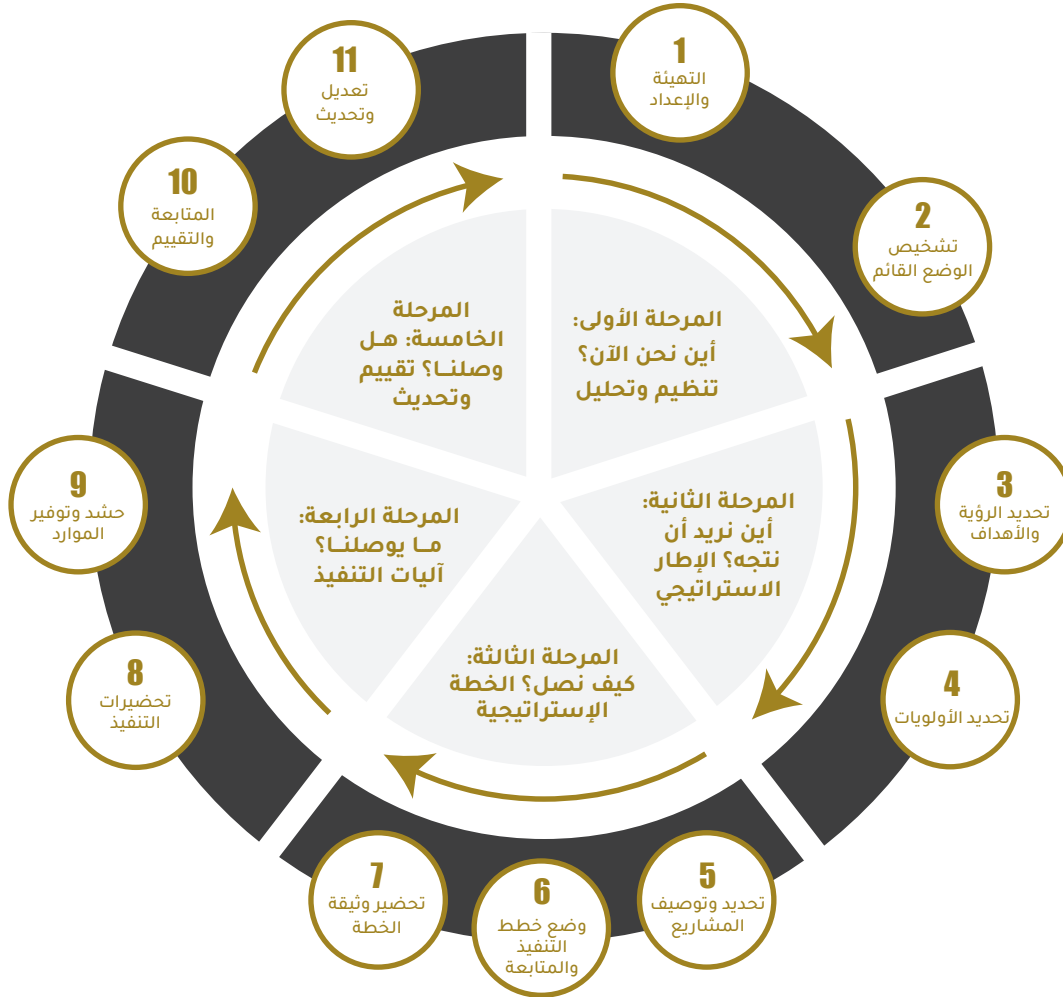 1
التهيئة
والإعداد
2
تشخيص
الوضع القائم
3
تحديد الرؤية
والأهداف
4
تحديد الأولويات
5
تحديد وتوصيف
المشاريع
6
وضع خطط
التنفيذ
والمتابعة
7
تحضير وثيقة
الخطة
8
تحضيرات
التنفيذ
9
حشد وتوفير
الموارد
10
المتابعة
والتقييم
11
تعديل
وتحديث
المرحلة الأولى:
أين نحن الآن؟
تنظيم وتحليل
المرحلة الثانية:
أين نريد أن
نتجه؟ الإطار
الاستراتيجي
المرحلة الثالثة:
كيف نصل؟ الخطة
الإستراتيجية
المرحلة الرابعة:
مـا يوصلنـا؟
آليات التنفيذ
المرحلة
الخامسة: هـل
وصلنـا؟ تقييم
وتحديث